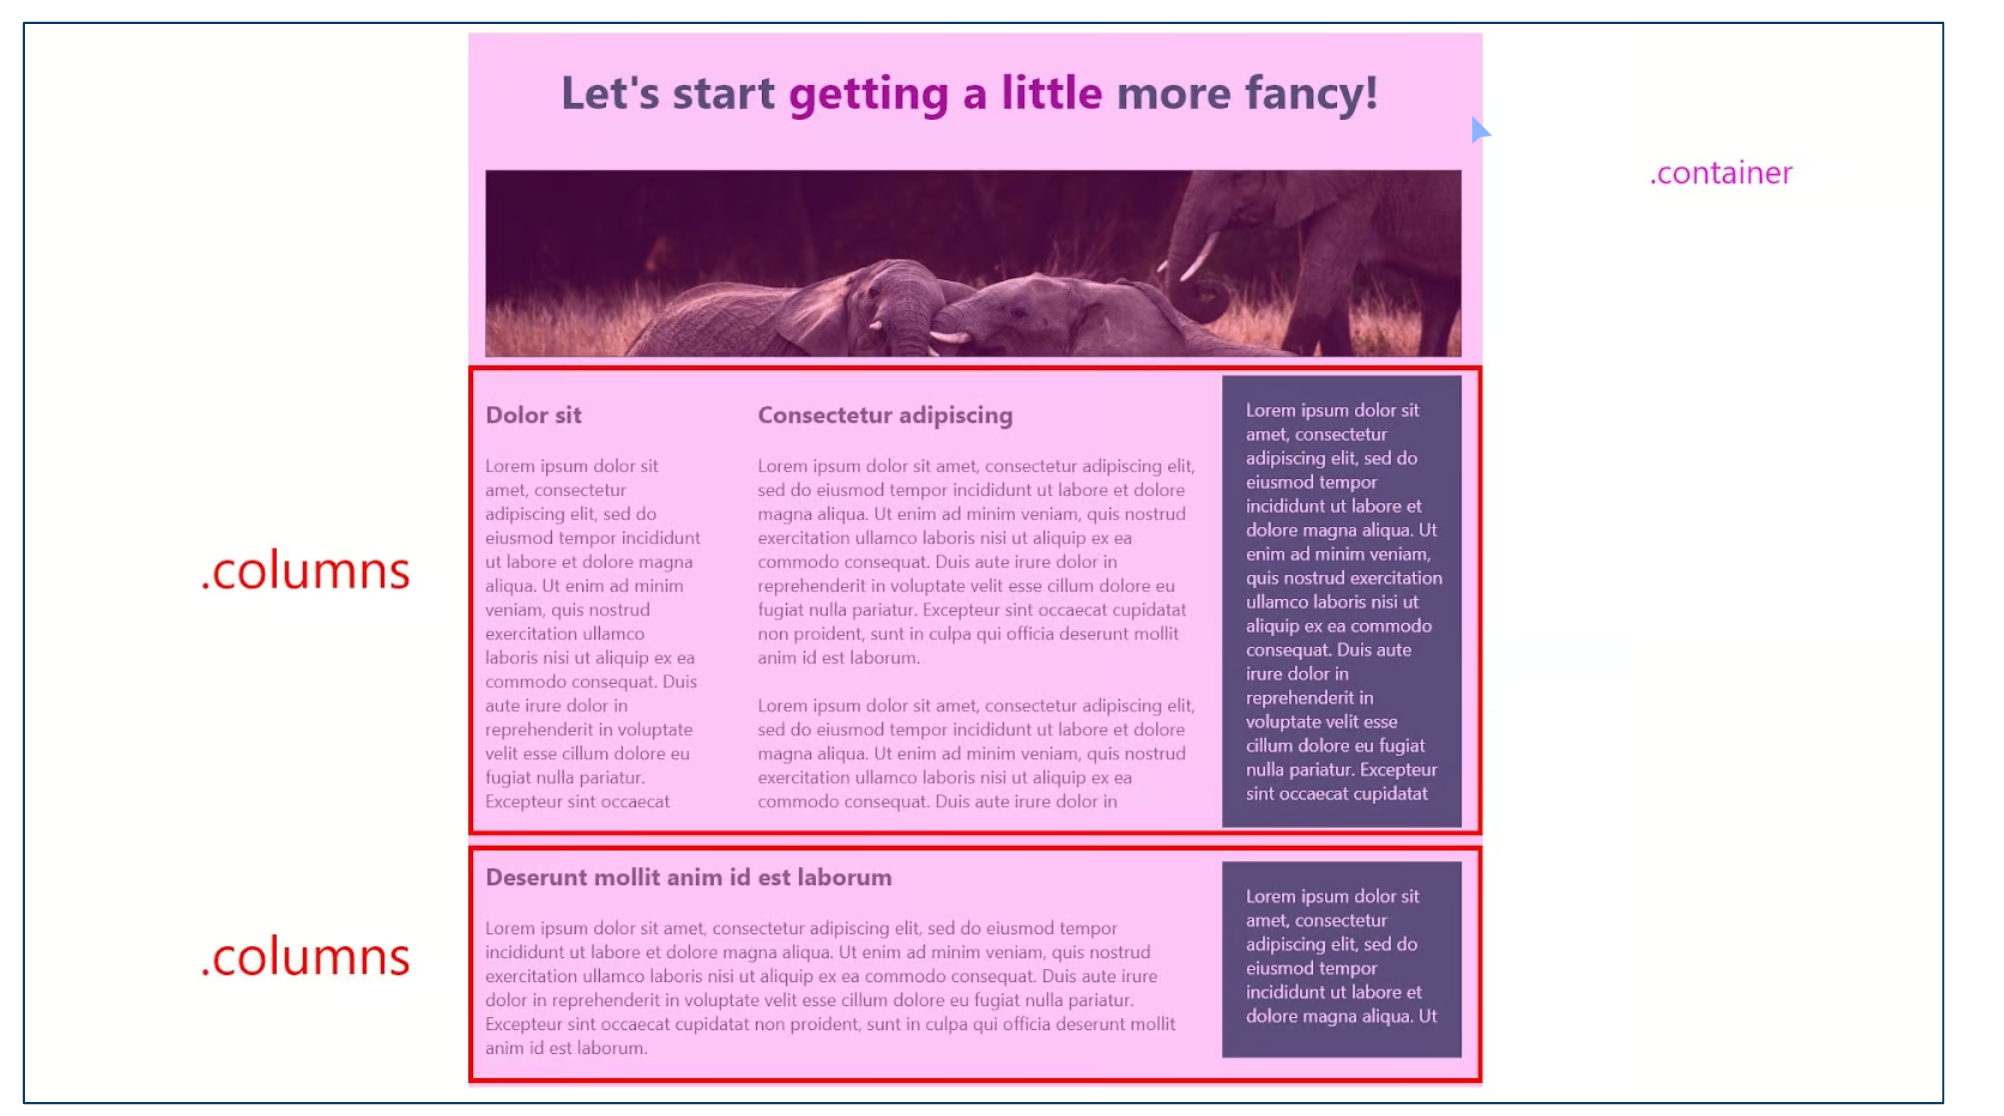 Let's start getting a little more fancy!
.container
.columns
Dolor sit
Lorem ipsum dolor sit
amet, consectetur
adipiscing elit, sed do
eiusmod tempor incididunt
ut labore et dolore magna
aliqua. Ut enim ad minim
veniam, quis nostrud
exercitation ullamco
laboris nisi ut aliquip ex ea
commodo consequat. Duis
aute irure dolor in
reprehenderit in voluptate
velit esse cillum dolore eu
fugiat nulla pariatur.
Excepteur sint occaecat
Consectetur adipiscing
Lorem ipsum dolor sit amet, consectetur adipiscing elit,
sed do eiusmod tempor incididunt ut labore et dolore
magna aliqua. Ut enim ad minim veniam, quis nostrud
exercitation ullamco laboris nisi ut aliquip ex ea
commodo consequat. Duis aute irure dolor in
reprehenderit in voluptate velit esse cillum dolore eu
fugiat nulla pariatur. Excepteur sint occaecat cupidatat
non proident, sunt in culpa qui officia deserunt mollit
anim id est laborum.
Lorem ipsum dolor sit amet, consectetur adipiscing elit,
sed do eiusmod tempor incididunt ut labore et dolore
magna aliqua. Ut enim ad minim veniam, quis nostrud
exercitation ullamco laboris nisi ut aliquip ex ea
commodo consequat. Duis aute irure dolor in
Lorem ipsum dolor sit
amet, consectetur
adipiscing elit, sed do
eiusmod tempor
incididunt ut labore et
dolore magna aliqua. Ut
enim ad minim veniam,
quis nostrud exercitation
ullamco laboris nisi ut
aliquip ex ea commodo
consequat. Duis aute
irure dolor in
reprehenderit in
voluptate velit esse
cillum dolore eu fugiat
nulla pariatur. Excepteur
sint occaecat cupidatat
.columns
Deserunt mollit anim id est laborum
Lorem ipsum dolor sit amet, consectetur adipiscing elit, sed do eiusmod tempor
incididunt ut labore et dolore magna aliqua. Ut enim ad minim veniam, quis nostrud
exercitation ullamco laboris nisi ut aliquip ex ea commodo consequat. Duis aute irure
dolor in reprehenderit in voluptate velit esse cillum dolore eu fugiat nulla pariatur.
Excepteur sint occaecat cupidatat non proident, sunt in culpa qui officia deserunt mollit
anim id est laborum.
Lorem ipsum dolor sit
amet, consectetur
adipiscing elit, sed do
eiusmod tempor
incididunt ut labore et
dolore magna aliqua. Ut